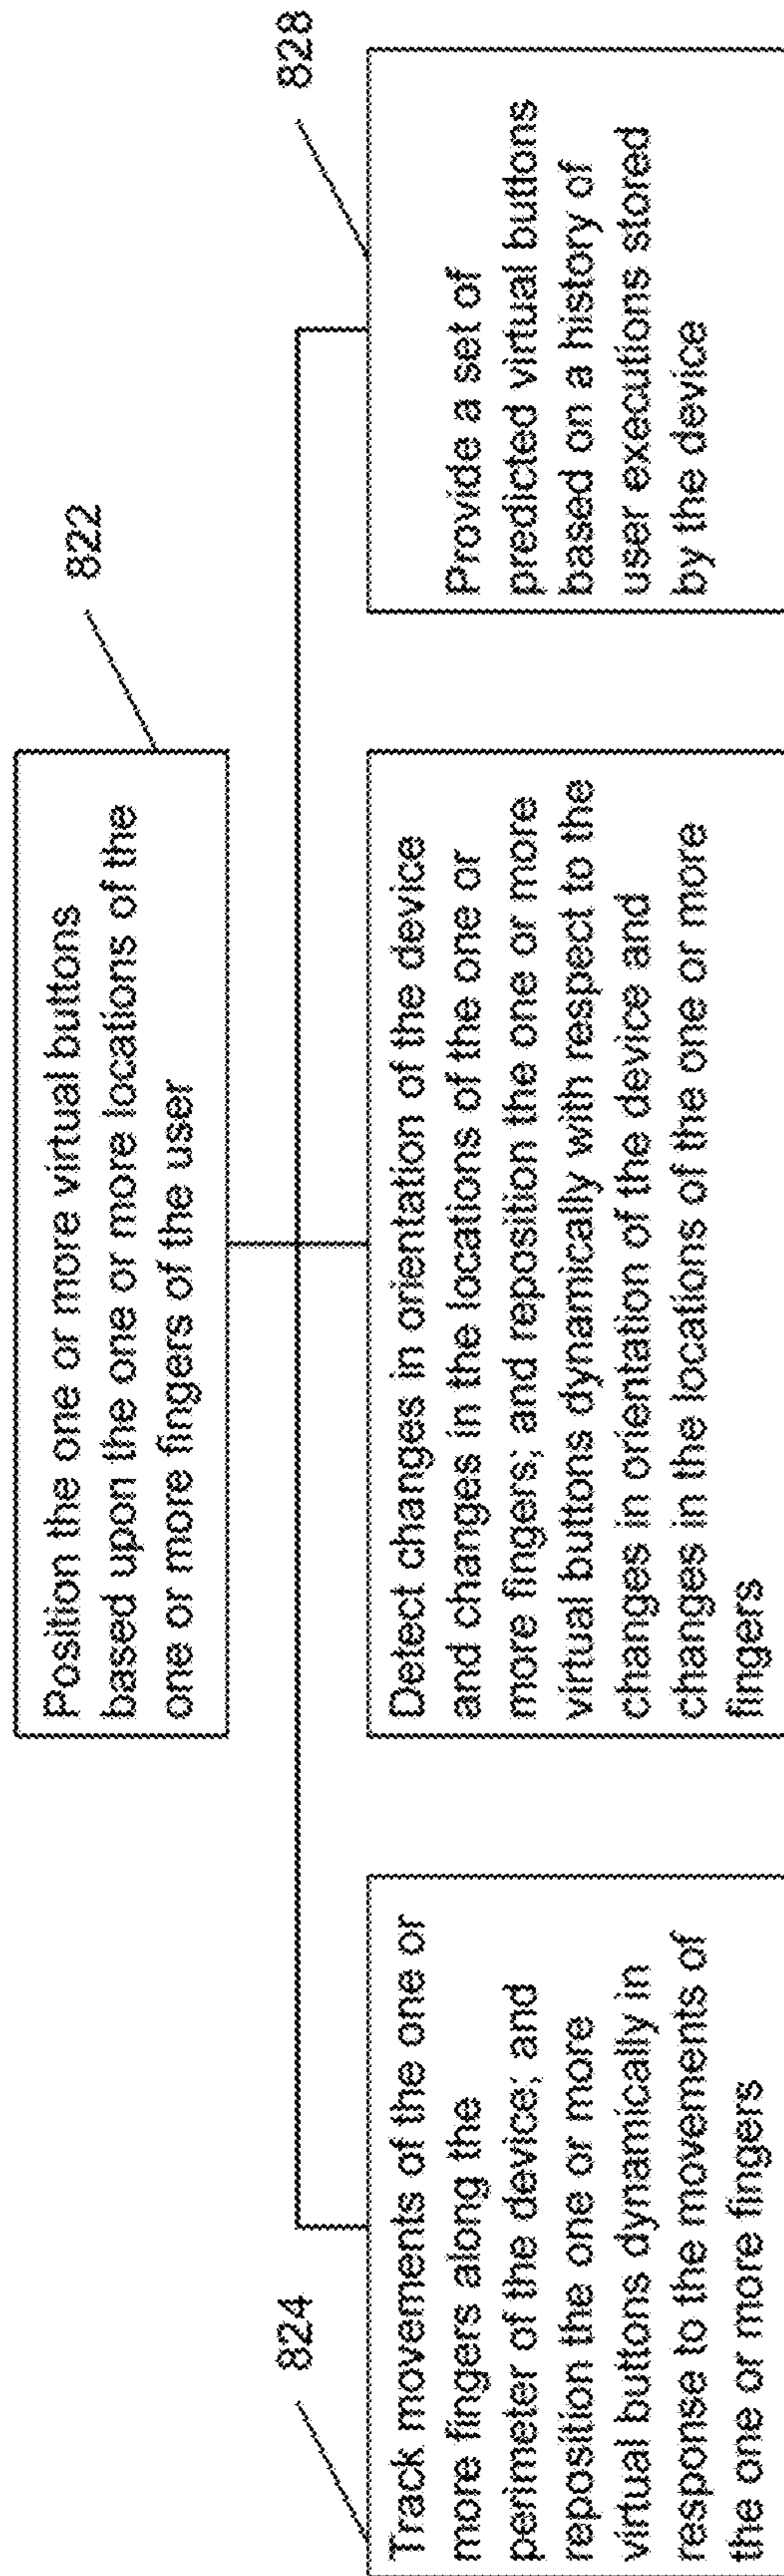 822
Position the one or more virtual buttons
based upon the one or more locations of the
one or more fingers of the user
824
Track movements of the one or
more fingers along the
perimeter of the device; and
reposition the one or more
virtual buttons dynamically in
response to the movements of
the one or more fingers
Detect changes in orientation of the device
and changes in the locations of the one or
more fingers; and reposition the one or more
virtual buttons dynamically with respect to the
changes in orientation of the device and
changes in the locations of the one or more
fingers
828
Provide a set of
predicted virtual buttons
based on a history of
user executions stored
by the device